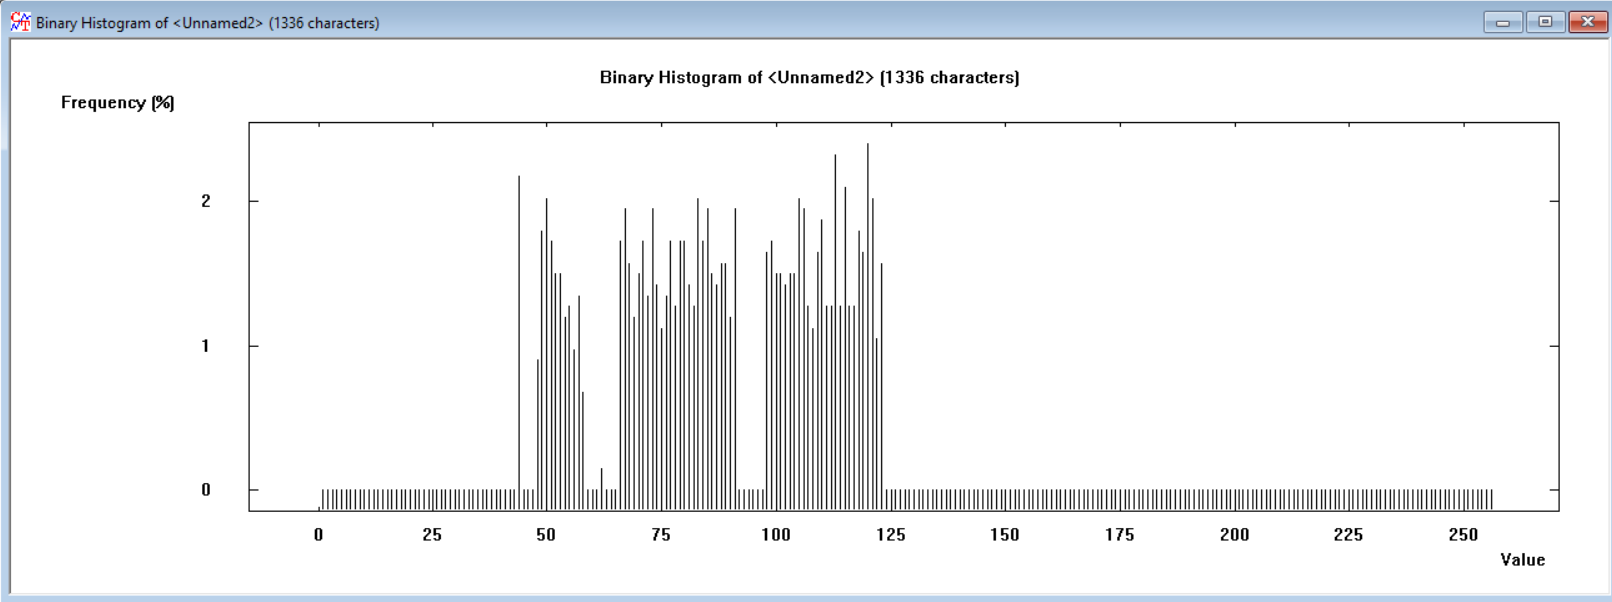 Binary Histogram of <Unnamed2> (1336 characters)
Binary Histogram of <Unnamed2> (1336 characters)
Frequency (%)
2
1
0
0 25 50 75 100 125 150 175 200 225 250
Value